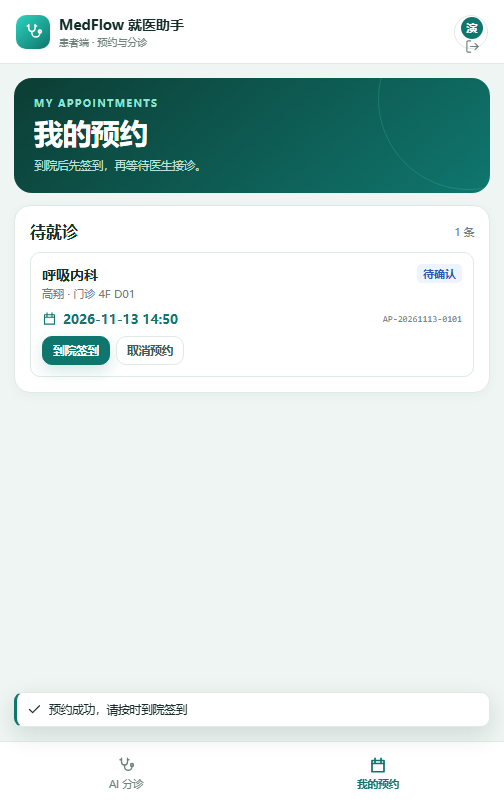 MedFlow 就医助手
患者端 · 预约与分诊
演
MY APPOINTMENTS
我的预约
到院后先签到，再等待医生接诊。
待就诊
1 条
呼吸内科
待确认
高翔 · 门诊 4F D01
2026-11-13 14:50
AP-20261113-0101
到院签到
取消预约
预约成功，请按时到院签到
AI 分诊
我的预约